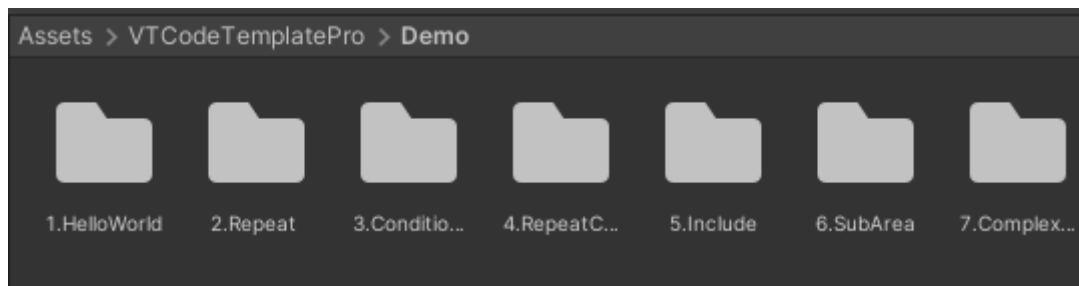 Assets > VTCodeTemplatePro > Demo
1.HelloWorld 2.Repeat 3.Conditio... 4.RepeatC... 5.Include 6.SubArea 7.Complex...